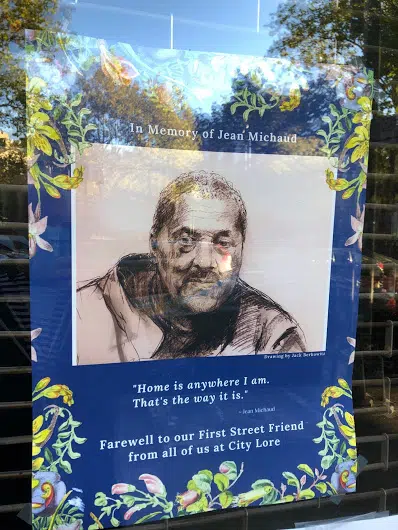 In Memory of Jean Michaud
Drawing by Jack Berkowitz
"Home is anywhere I am.
That's the way it is."
- Jean Michaud
Farewell to our First Street Friend
from all of us at City Lore